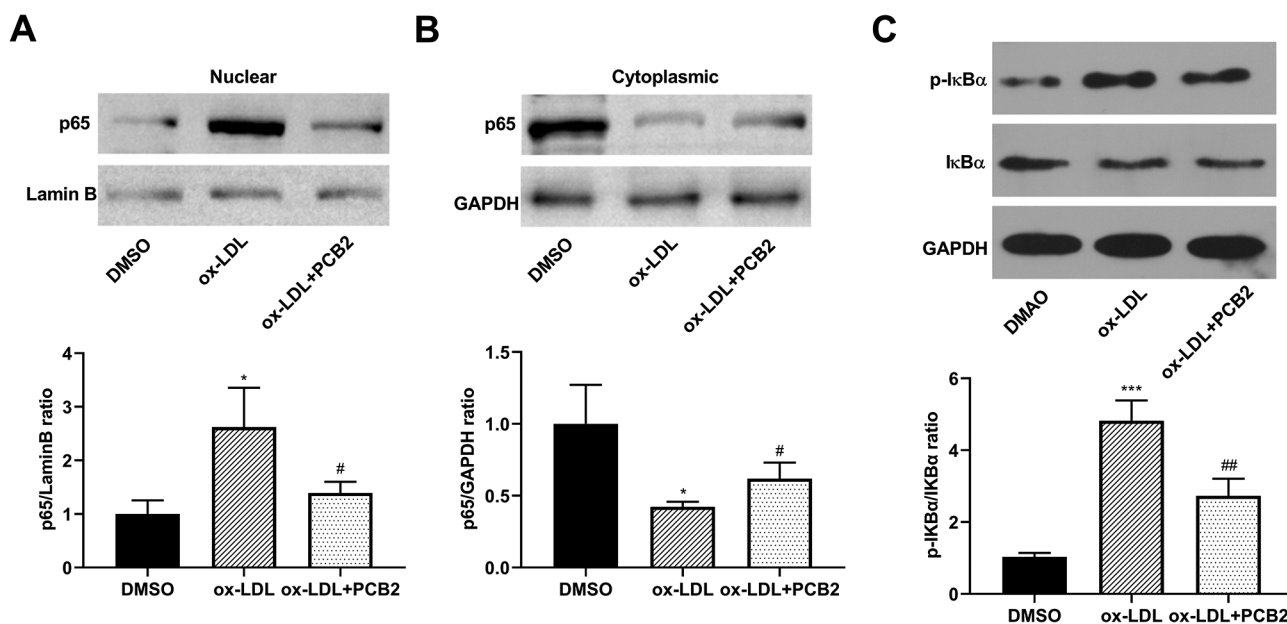 A
Nuclear
p65
Lamin B
DMSO
ox-LDL
ox-LDL+PCB2
p65/LaminB ratio
4
3
2
1
0
*
#
DMSO
ox-LDL
ox-LDL+PCB2
B
Cytoplasmic
p65
GAPDH
DMSO
ox-LDL
ox-LDL+PCB2
p65/GAPDH ratio
1.5
1.0
0.5
0.0
*
#
DMSO
ox-LDL
ox-LDL+PCB2
C
p-IκBα
IκBα
GAPDH
DMAO
ox-LDL
ox-LDL+PCB2
p-IKBα/IKBα ratio
6
4
2
0
***
##
DMSO
ox-LDL
ox-LDL+PCB2